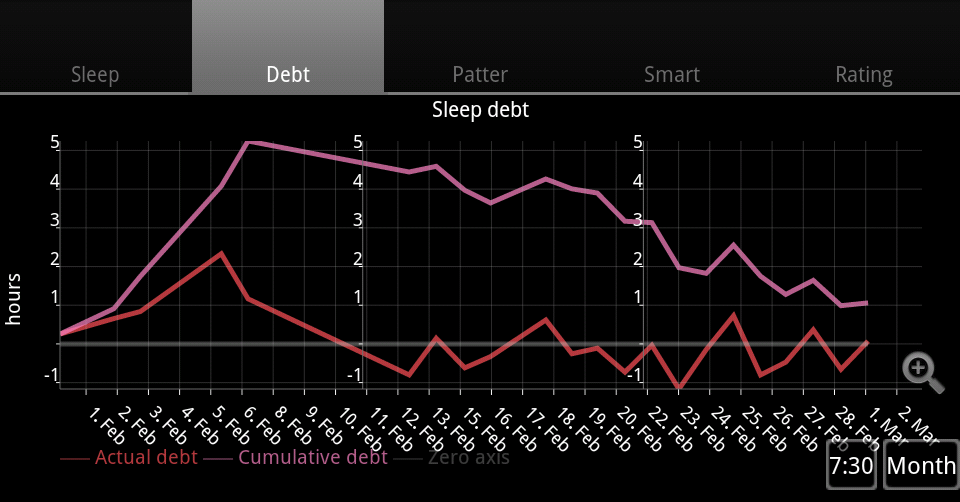 Sleep Debt Patter Smart Rating
Sleep debt
5 5 5
4 4 4
3 3 3
2 2 2
1 1 1
-1 -1 -1
hours
1. Feb 2. Feb 3. Feb 4. Feb 5. Feb 6. Feb 8. Feb 9. Feb 10. Feb 11. Feb 12. Feb 13. Feb 15. Feb 16. Feb 17. Feb 18. Feb 19. Feb 20. Feb 22. Feb 23. Feb 24. Feb 25. Feb 26. Feb 27. Feb 28. Feb 1. Mar 2. Mar
Actual debt Cumulative debt Zero axis
7:30 Month